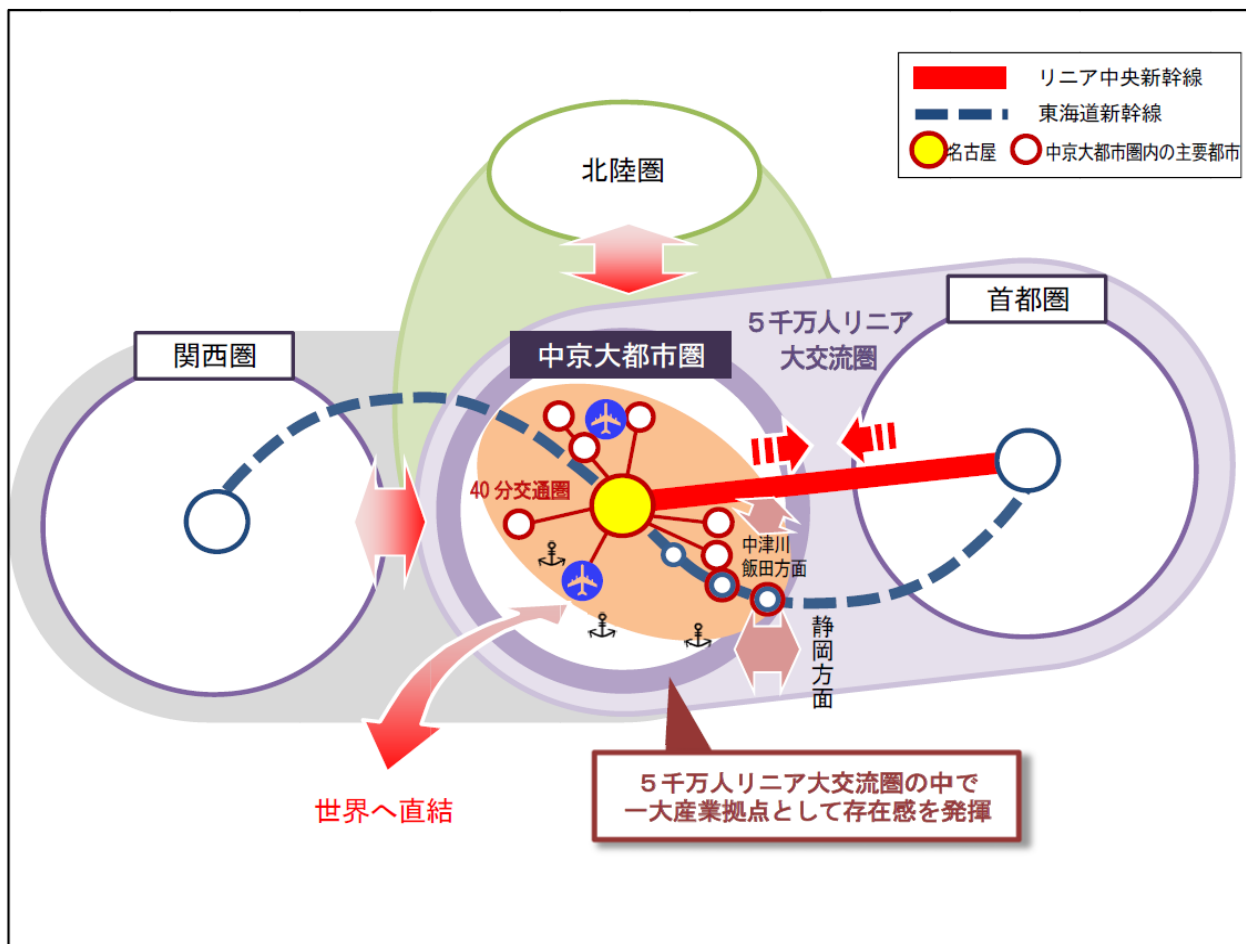 リニア中央新幹線
東海道新幹線
名古屋 中京大都市圏内の主要都市
北陸圏
首都圏
５千万人リニア
大交流圏
関西圏
中京大都市圏
40分交通圏
中津川
飯田方面
静岡方面
世界へ直結
５千万人リニア大交流圏の中で
一大産業拠点として存在感を発揮